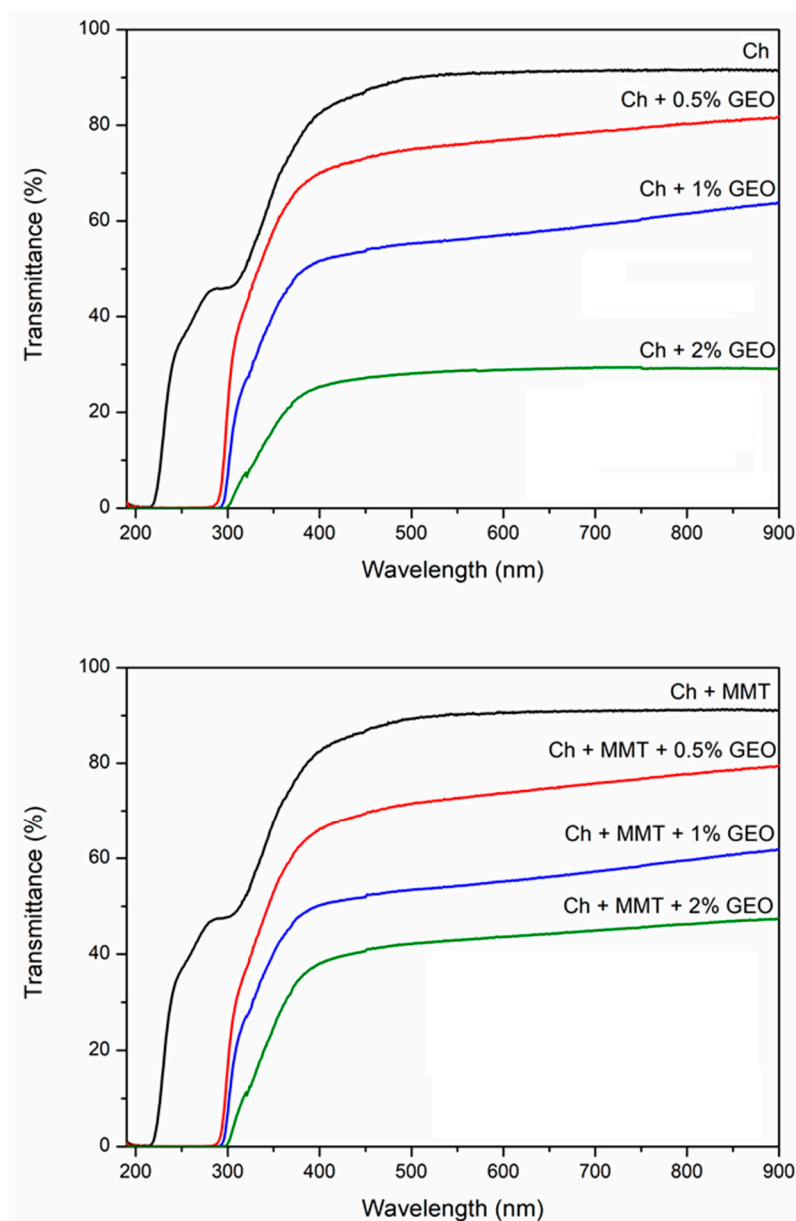 100
Ch
Ch + 0.5% GEO
80
Ch + 1% GEO
60
40
Ch + 2% GEO
20
0
Transmittance (%)
200 300 400 500 600 700 800 900
Wavelength (nm)
100
Ch + MMT
Ch + MMT + 0.5% GEO
80
Ch + MMT + 1% GEO
60
Ch + MMT + 2% GEO
40
20
0
Transmittance (%)
200 300 400 500 600 700 800 900
Wavelength (nm)